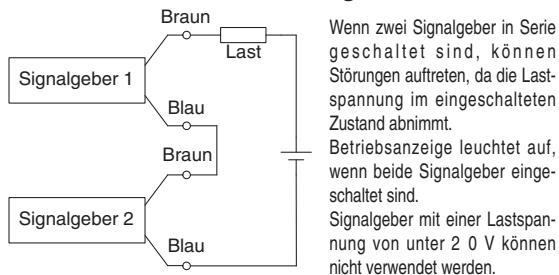 Braun
Last
Signalgeber 1
Blau
Braun
Signalgeber 2
Blau
Wenn zwei Signalgeber in Serie
geschaltet sind, können
Störungen auftreten, da die Last-
spannung im eingeschalteten
Zustand abnimmt.
Betriebsanzeige leuchtet auf,
wenn beide Signalgeber einge-
schaltet sind.
Signalgeber mit einer Lastspan-
nung von unter 2 0 V können
nicht verwendet werden.